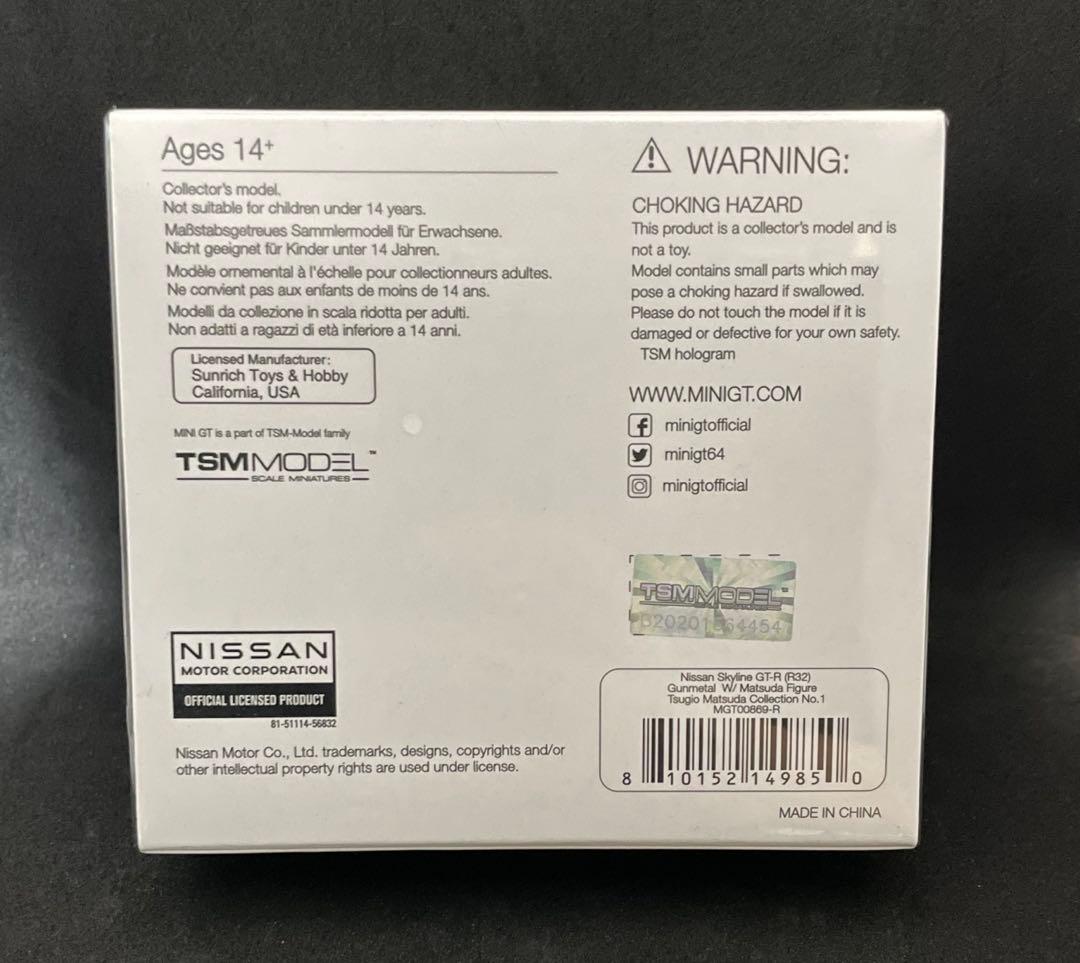 Ages 14+
Collector's model.
Not suitable for children under 14 years.
Maßstabsgetreues Sammlermodell für Erwachsene.
Nicht geeignet für Kinder unter 14 Jahren.
Modèle ornemental à l'échelle pour collectionneurs adultes.
Ne convient pas aux enfants de moins de 14 ans.
Modelli da collezione in scala ridotta per adulti.
Non adatti a ragazzi di età inferiore a 14 anni.
Licensed Manufacturer:
Sunrich Toys & Hobby
California, USA
MINI GT is a part of TSM-Model family
TSMMODEL™
SCALE MINIATURES
NISSAN
MOTOR CORPORATION
OFFICIAL LICENSED PRODUCT
81-51114-56832
Nissan Motor Co., Ltd. trademarks, designs, copyrights and/or
other intellectual property rights are used under license.
WARNING:
CHOKING HAZARD
This product is a collector's model and is
not a toy.
Model contains small parts which may
pose a choking hazard if swallowed.
Please do not touch the model if it is
damaged or defective for your own safety.
TSM hologram
WWW.MINIGT.COM
minigtofficial
minigt64
minigtofficial
TSMMODEL
Nissan Skyline GT-R (R32)
Gunmetal W/ Matsuda Figure
Tsugio Matsuda Collection No.1
MGT00869-R
8 10152 14985 0
MADE IN CHINA